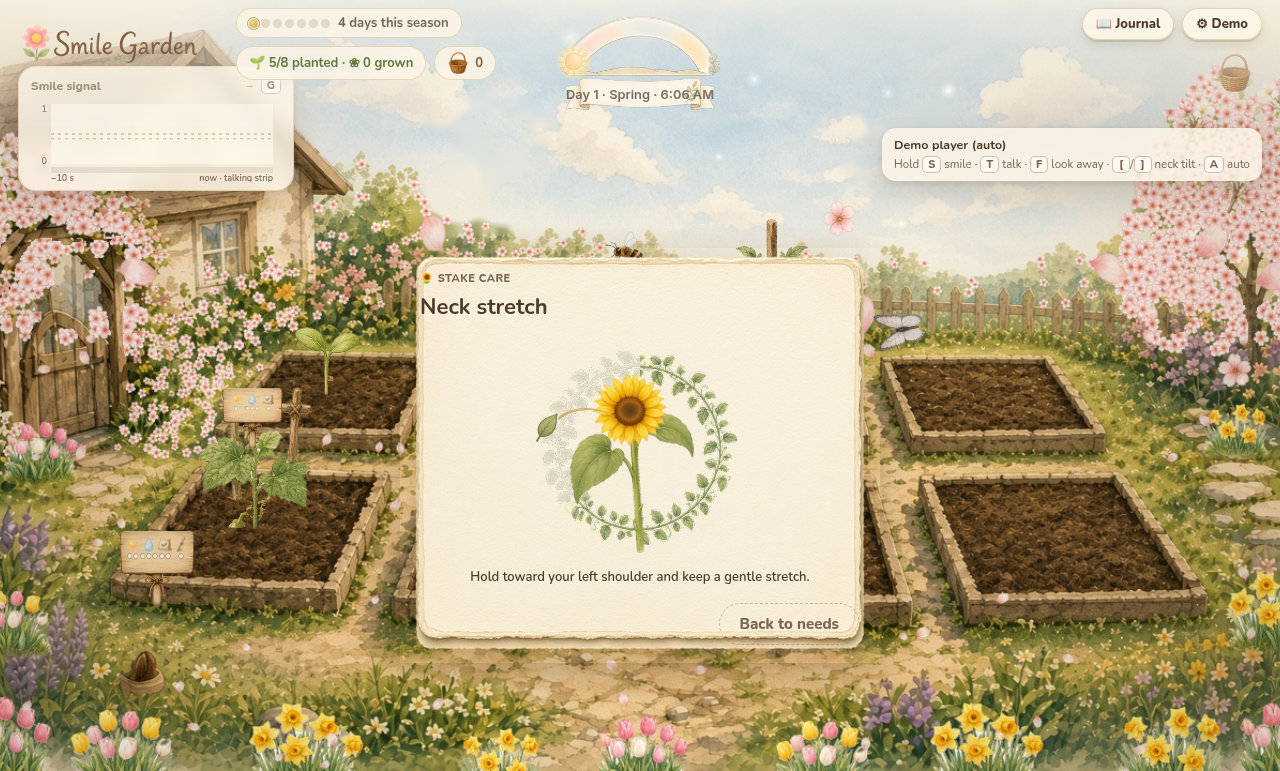 Smile Garden
4 days this season
5/8 planted · ❀ 0 grown
0
Day 1 · Spring · 6:06 AM
Journal
Demo
Smile signal
– G
1
0
−10 s
now · talking strip
Demo player (auto)
Hold S smile · T talk · F look away · [ / ] neck tilt · A auto
STAKE CARE
Neck stretch
Hold toward your left shoulder and keep a gentle stretch.
Back to needs